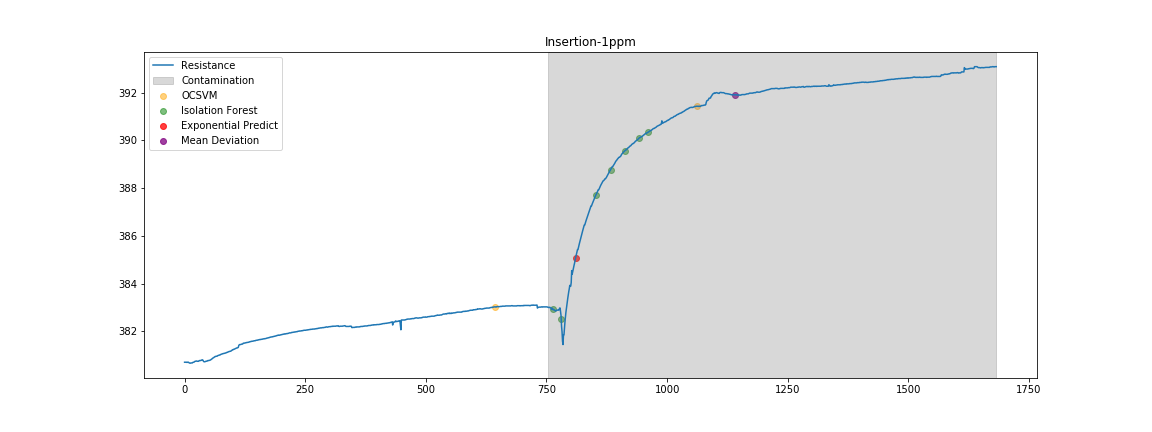 Insertion-1ppm
Resistance
Contamination
OCSVM
Isolation Forest
Exponential Predict
Mean Deviation
392
390
388
386
384
382
0 250 500 750 1000 1250 1500 1750